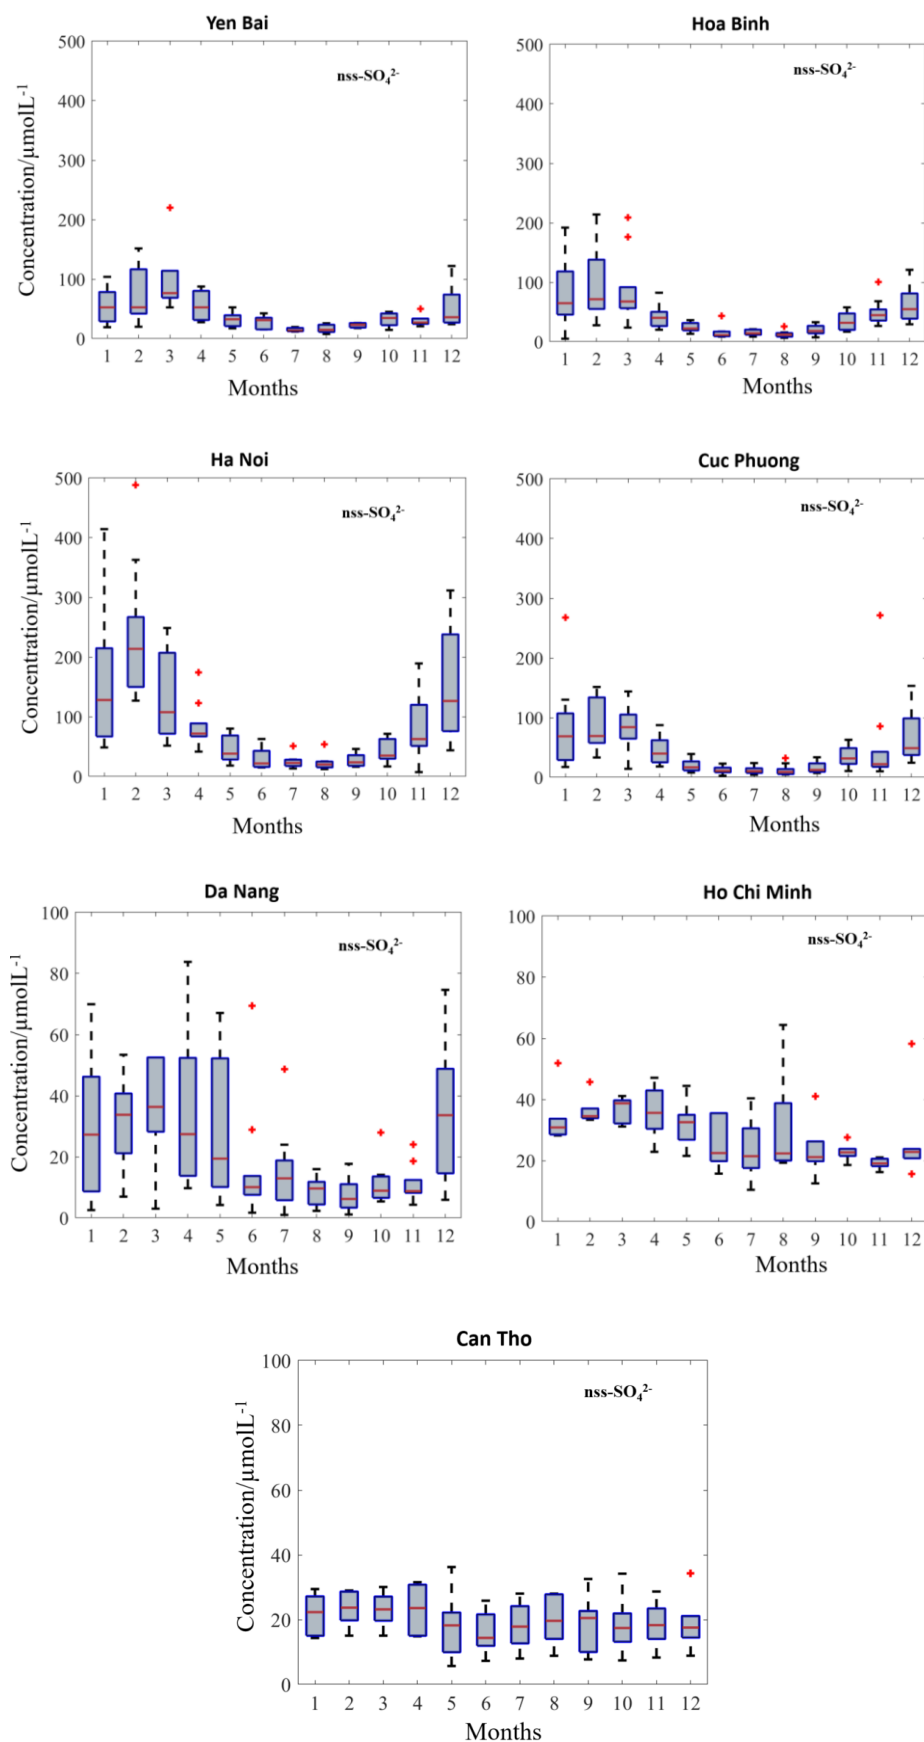 Yen Bai
500
400
300
200
100
0
Concentration/µmolL-1
nss-SO42-
1 2 3 4 5 6 7 8 9 10 11 12
Months
Hoa Binh
500
400
300
200
100
0
nss-SO42-
1 2 3 4 5 6 7 8 9 10 11 12
Months
Ha Noi
500
400
300
200
100
0
Concentration/µmolL-1
nss-SO42-
1 2 3 4 5 6 7 8 9 10 11 12
Months
Cuc Phuong
500
400
300
200
100
0
nss-SO42-
1 2 3 4 5 6 7 8 9 10 11 12
Months
Da Nang
100
80
60
40
20
0
Concentration/µmolL-1
nss-SO42-
1 2 3 4 5 6 7 8 9 10 11 12
Months
Ho Chi Minh
100
80
60
40
20
0
nss-SO42-
1 2 3 4 5 6 7 8 9 10 11 12
Months
Can Tho
100
80
60
40
20
0
Concentration/µmolL-1
nss-SO42-
1 2 3 4 5 6 7 8 9 10 11 12
Months